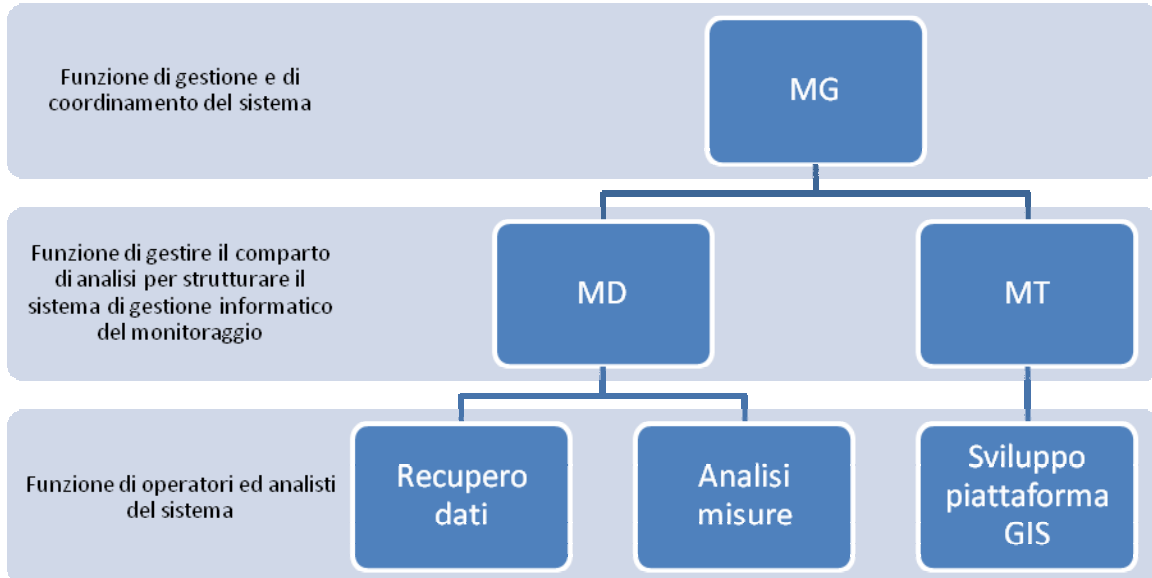 Funzione di gestione e di
coordinamento del sistema
MG
Funzione di gestire il comparto
di analisi per strutturare il
sistema di gestione informatico
del monitoraggio
MD
MT
Funzione di operatori ed analisti
del sistema
Recupero
dati
Analisi
misure
Sviluppo
piattaforma
GIS